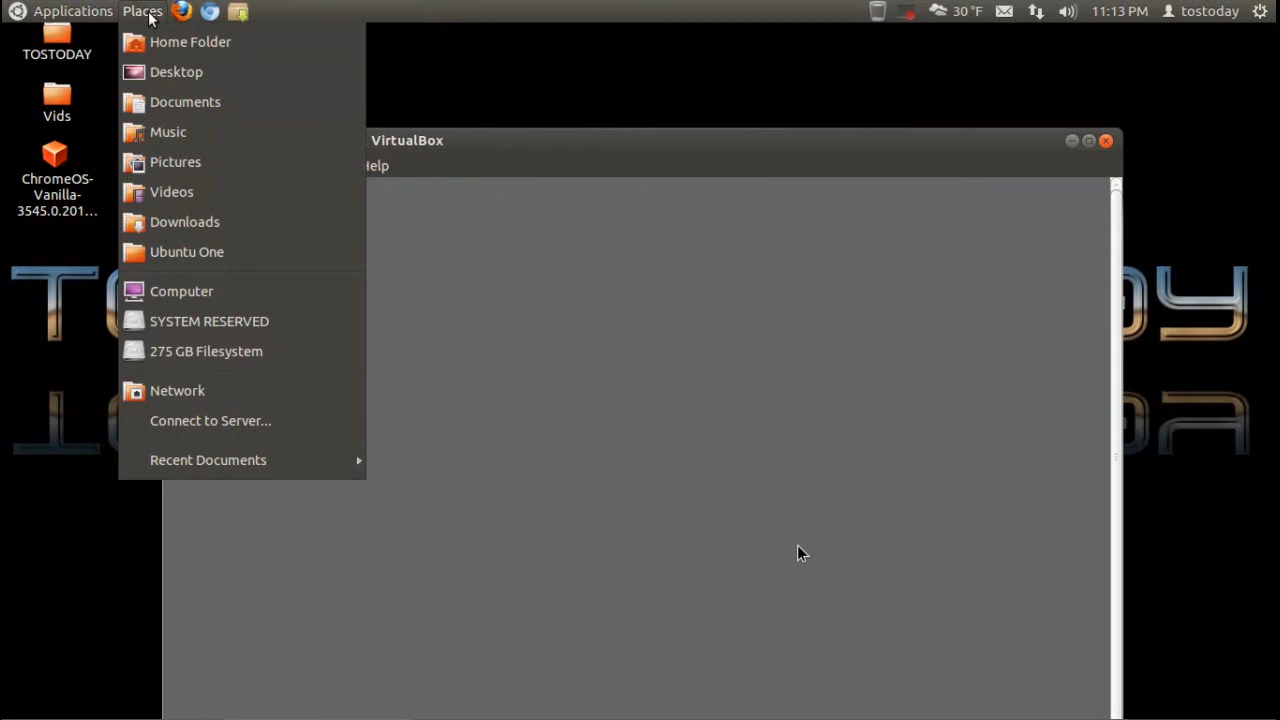 Applications Places 30 °F 11:13 PM tostoday
TOSTODAY
Vids
ChromeOS-
Vanilla-
3545.0.201...
Home Folder
Desktop
Documents
Music
Pictures
Videos
Downloads
Ubuntu One
Computer
SYSTEM RESERVED
275 GB Filesystem
Network
Connect to Server...
Recent Documents
VirtualBox
Help